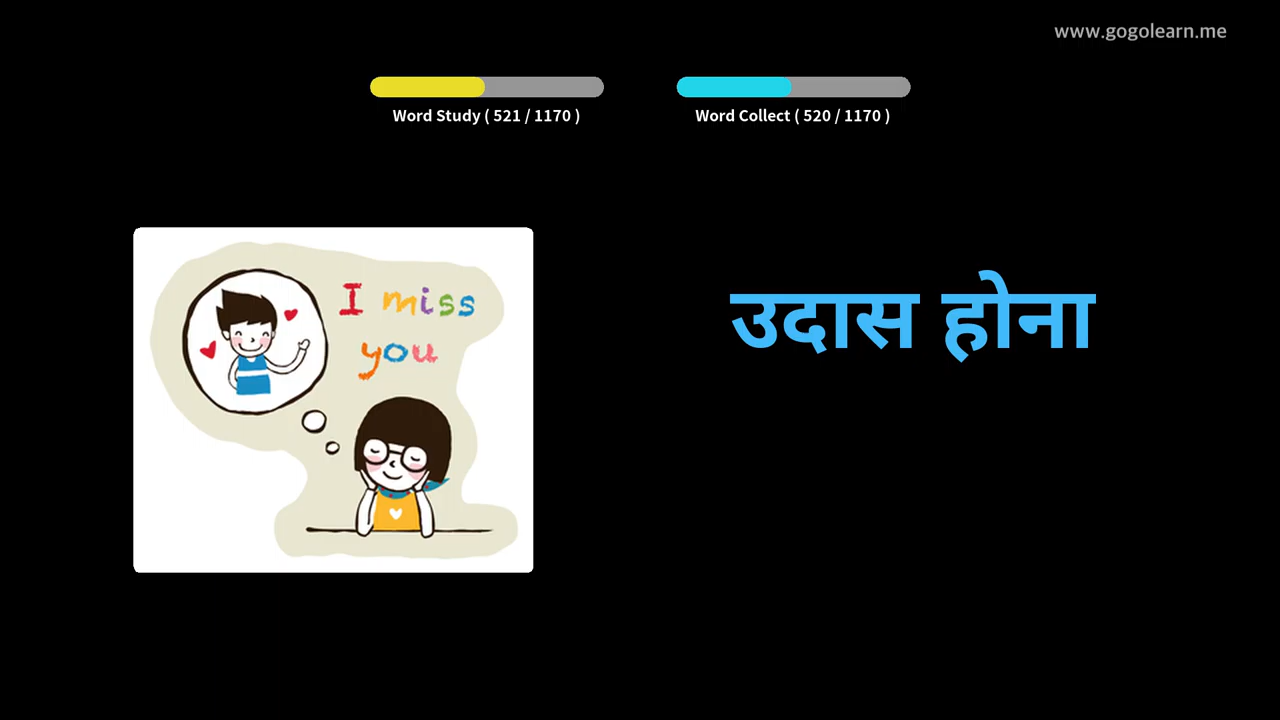 www.gogolearn.me
Word Study ( 521 / 1170 )
Word Collect ( 520 / 1170 )
I miss
you
उदास होना